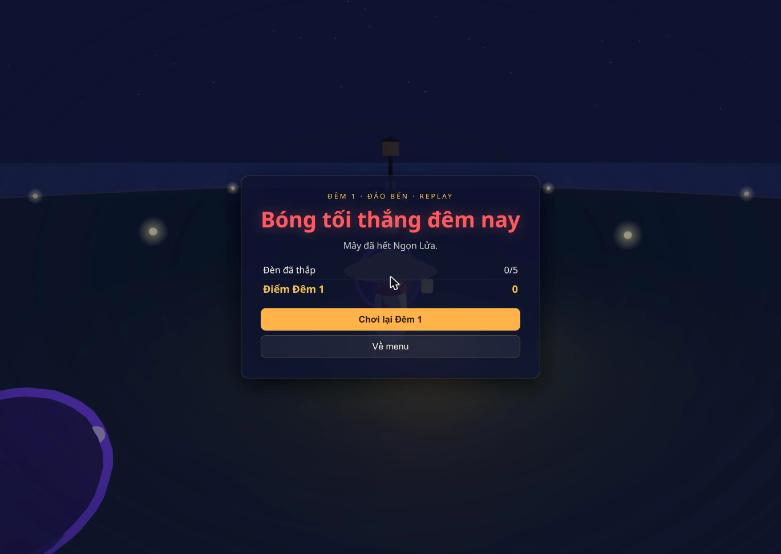 ĐÊM 1 · ĐẢO BẾN · REPLAY
Bóng tối thắng đêm nay
Mày đã hết Ngọn Lửa.
Đèn đã thắp 0/5
Điểm Đêm 1 0
Chơi lại Đêm 1
Về menu